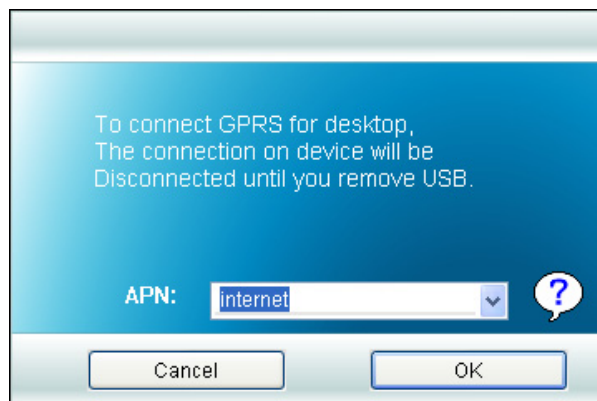 To connect GPRS for desktop,
The connection on device will be
Disconnected until you remove USB.
APN: internet ?
Cancel OK